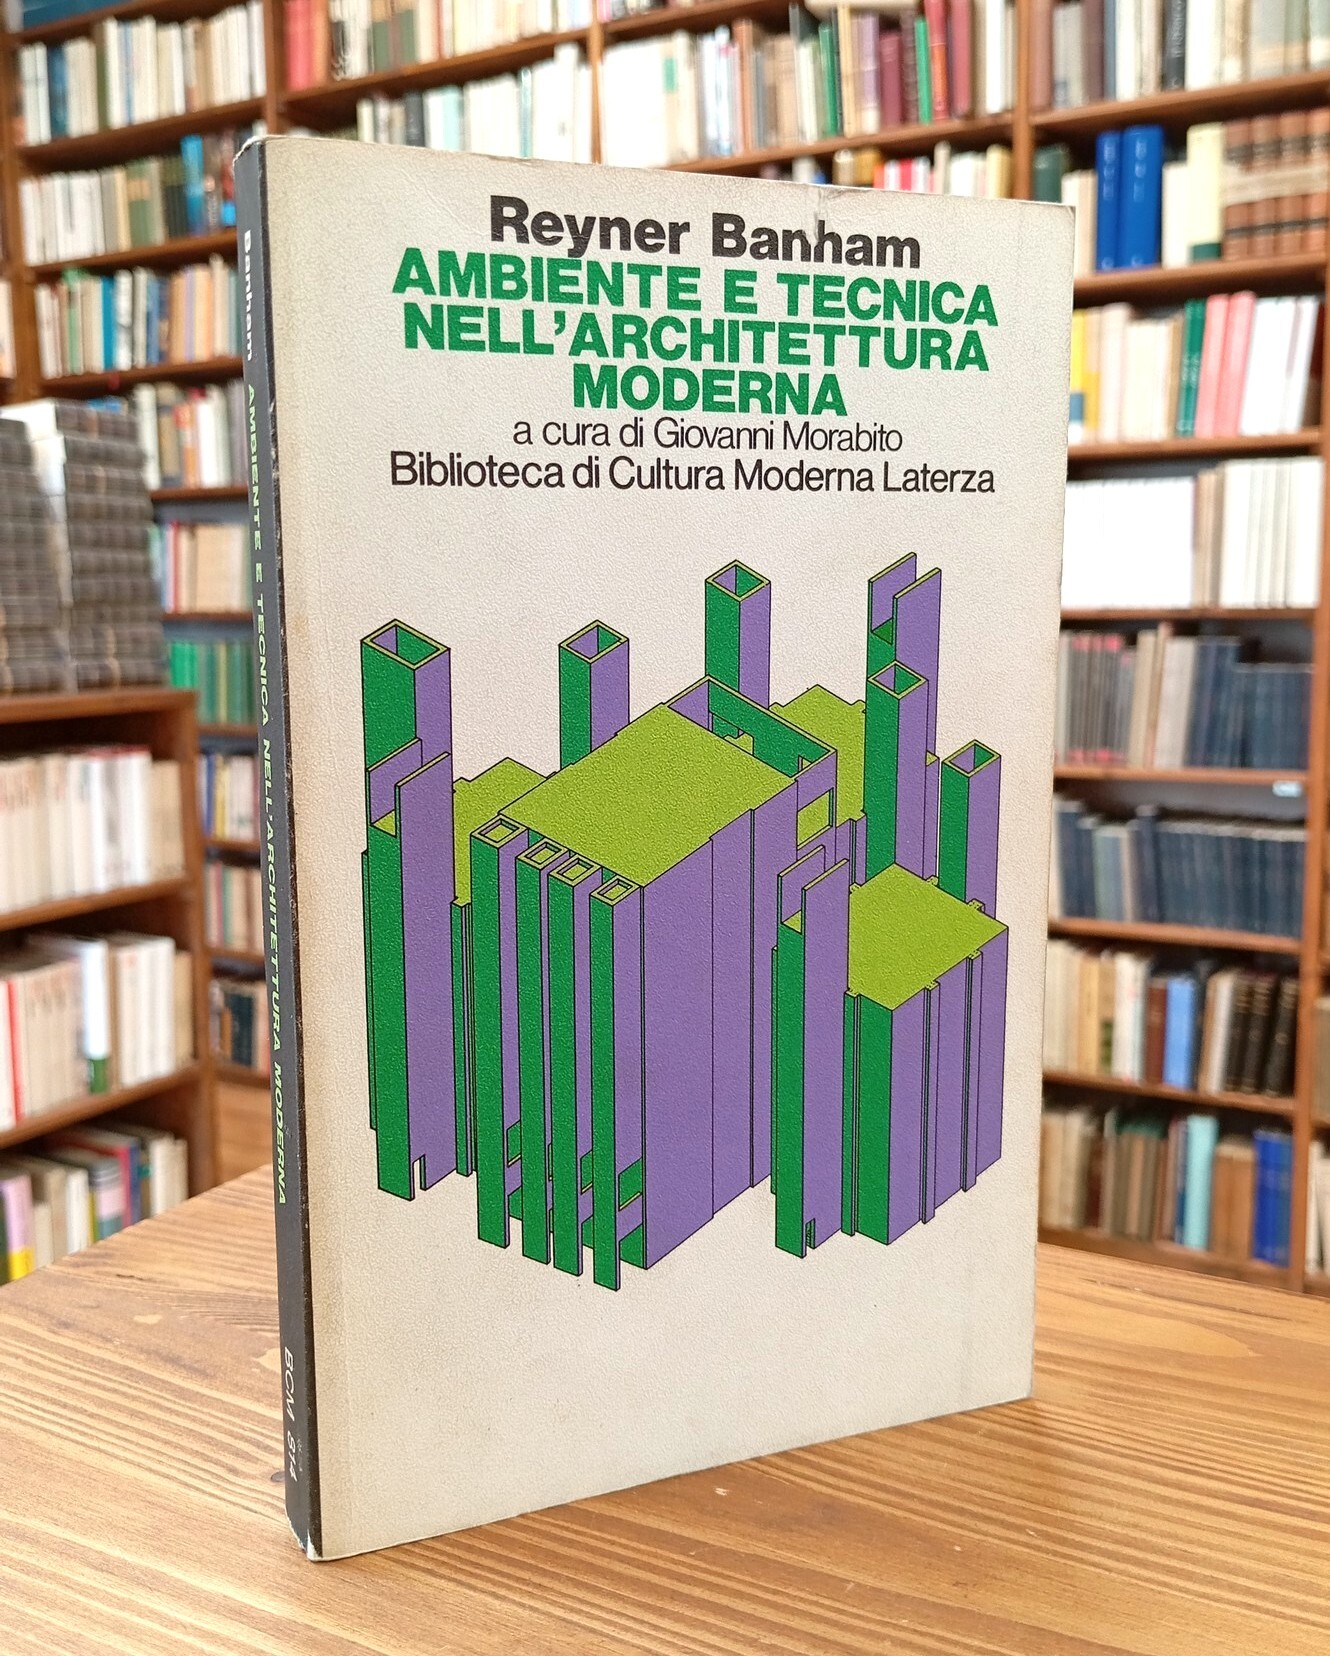 Reyner Banham
AMBIENTE E TECNICA
NELL'ARCHITETTURA
MODERNA
a cura di Giovanni Morabito
Biblioteca di Cultura Moderna Laterza
Banham AMBIENTE E TECNICA NELL'ARCHITETTURA MODERNA BCM 814